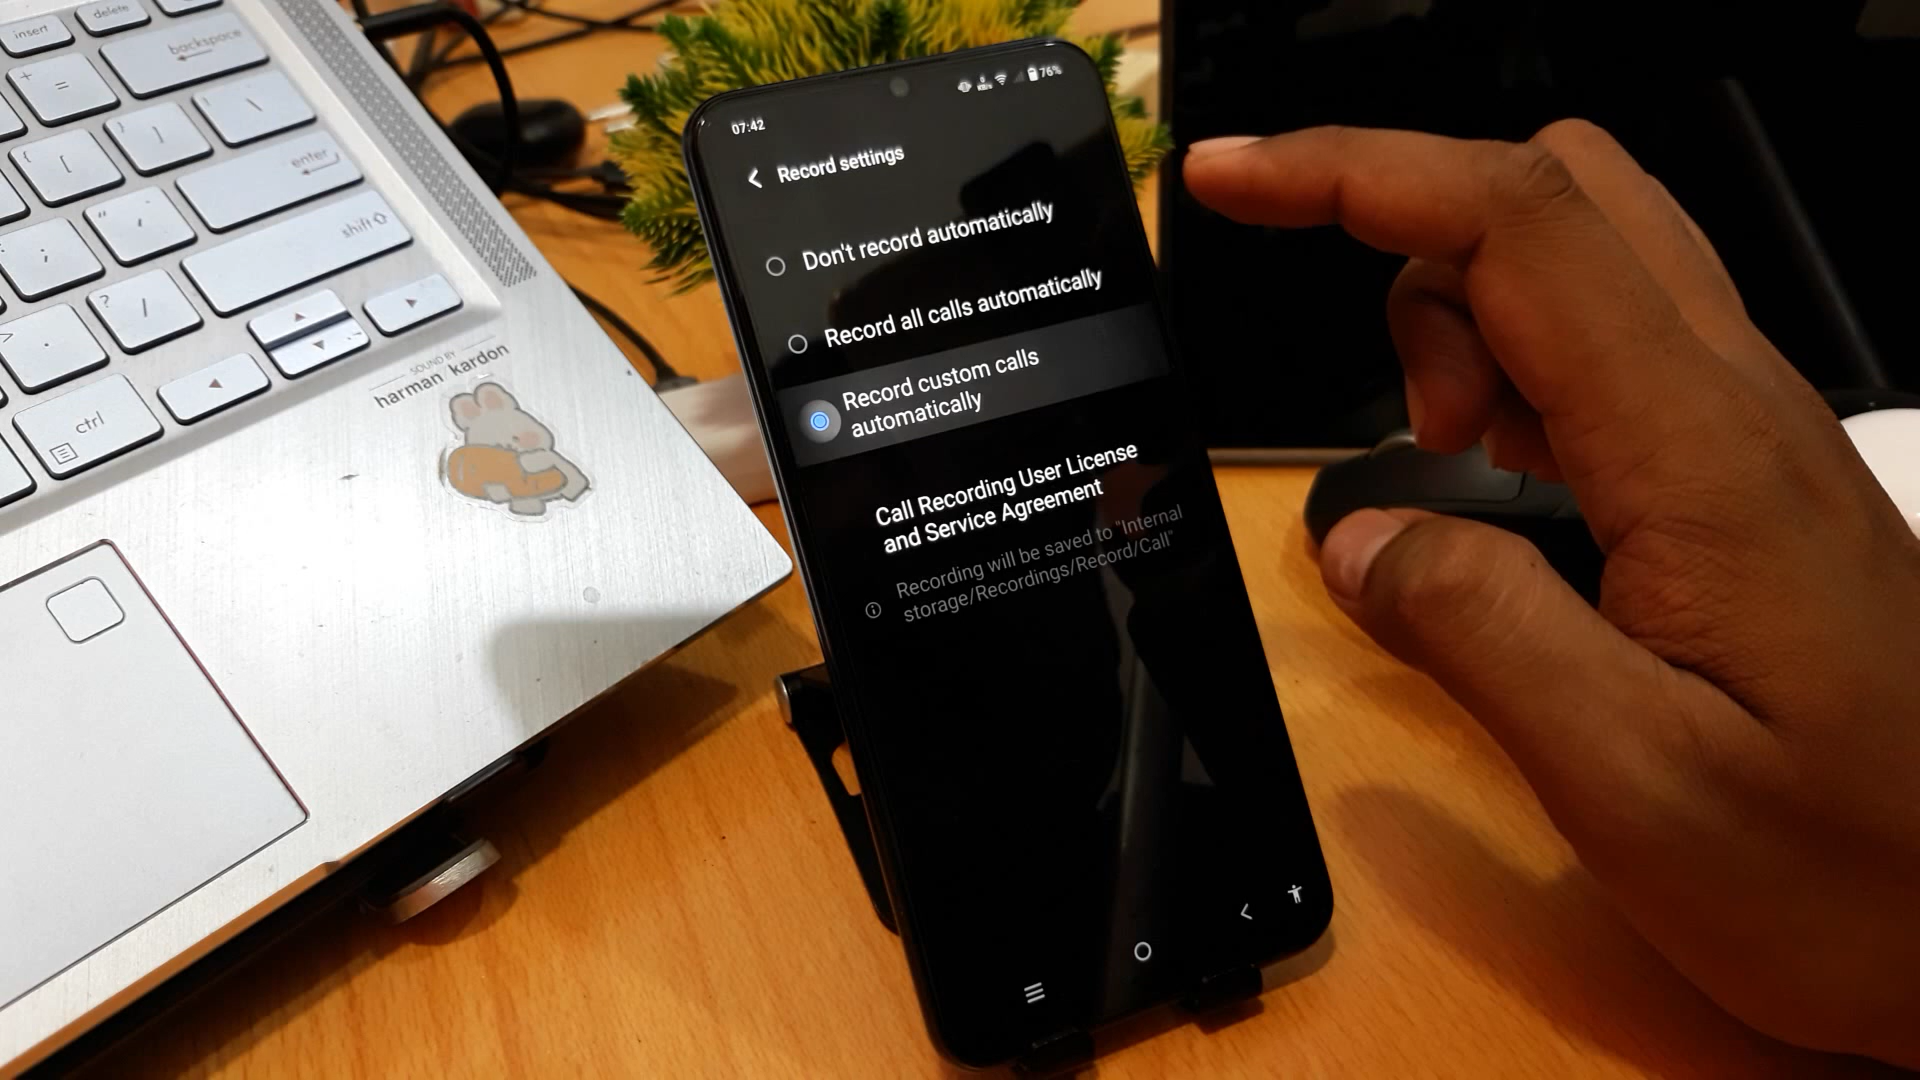 insert
delete
backspace
+
=
|
\
}
]
{
[
enter
"
'
:
;
shift
?
/
>
.
ctrl
SOUND BY
harman kardon
07:42
0
KB/s
76%
Record settings
Don't record automatically
Record all calls automatically
Record custom calls
automatically
Call Recording User License
and Service Agreement
Recording will be saved to "Internal
storage/Recordings/Record/Call"